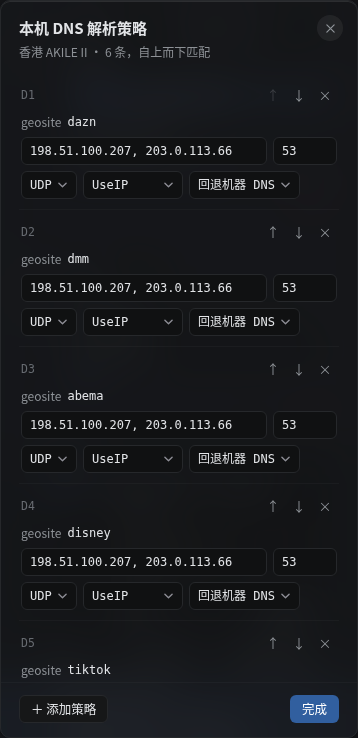 本机 DNS 解析策略
香港 AKILE II · 6 条，自上而下匹配
D1
geosite dazn
198.51.100.207, 203.0.113.66 53
UDP UseIP 回退机器 DNS
D2
geosite dmm
198.51.100.207, 203.0.113.66 53
UDP UseIP 回退机器 DNS
D3
geosite abema
198.51.100.207, 203.0.113.66 53
UDP UseIP 回退机器 DNS
D4
geosite disney
198.51.100.207, 203.0.113.66 53
UDP UseIP 回退机器 DNS
D5
geosite tiktok
＋ 添加策略 完成